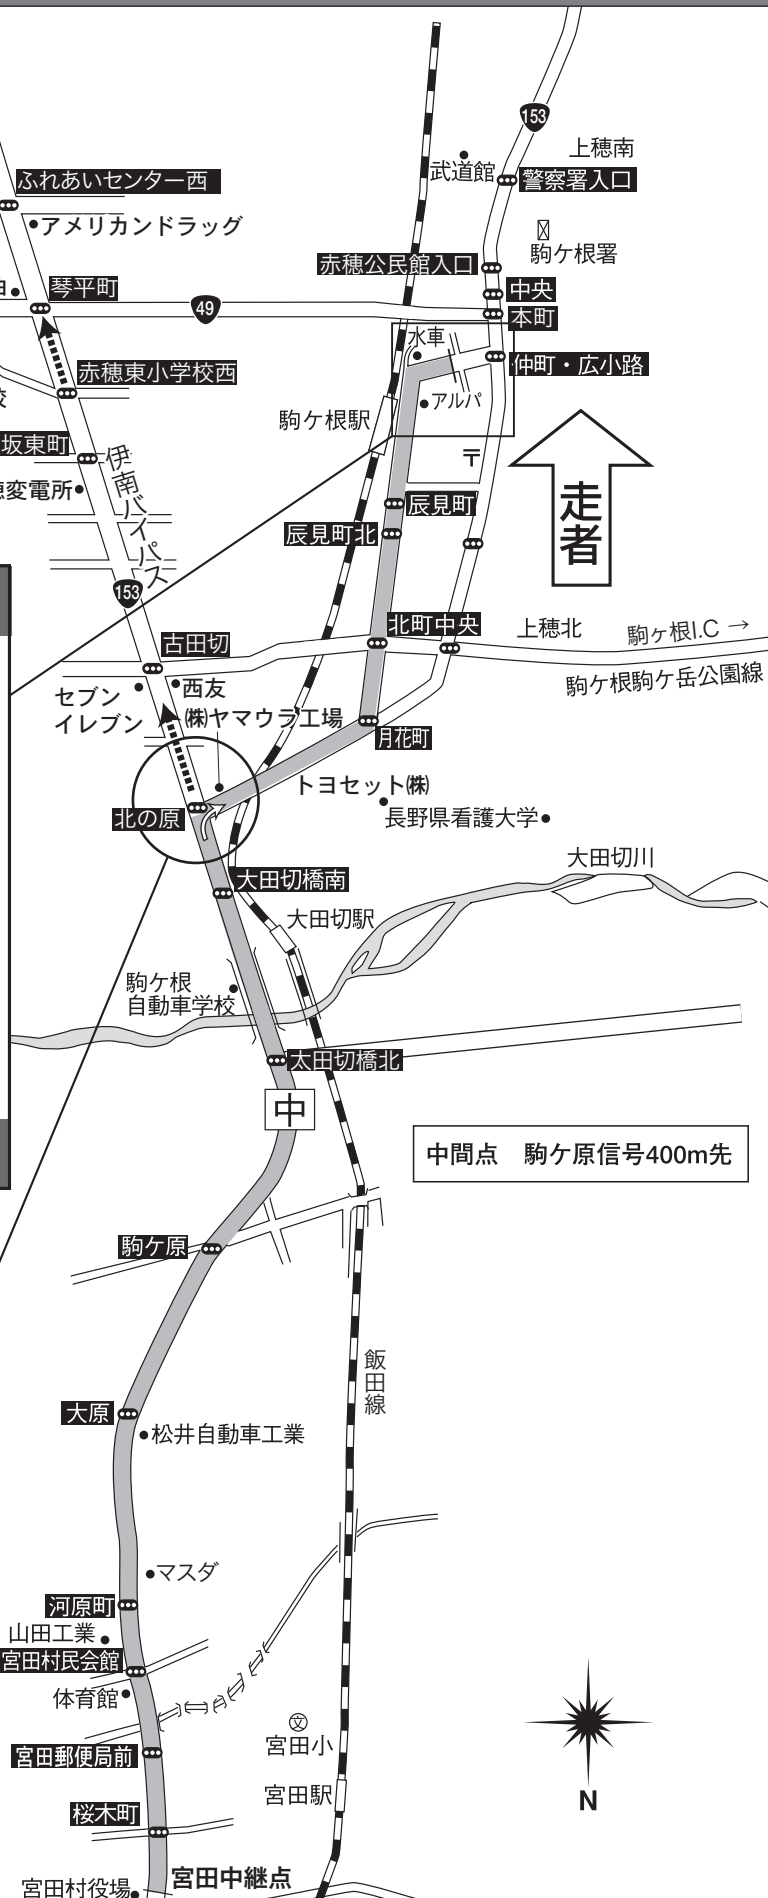 153
上穂南
武道館
警察署入口
ふれあいセンター西
アメリカンドラッグ
駒ケ根署
赤穂公民館入口
琴平町
中央
49
本町
水車
仲町・広小路
赤穂東小学校西
アルパ
駒ケ根駅
坂東町
伊南バイパス
〒
変電所
走者
辰見町
辰見町北
153
北町中央
上穂北
駒ヶ根I.C →
古田切
駒ケ根駒ケ岳公園線
セブン
イレブン
西友
㈱ヤマウラ工場
月花町
トヨセット㈱
北の原
長野県看護大学
大田切川
大田切橋南
大田切駅
駒ケ根
自動車学校
太田切橋北
中
中間点 駒ケ原信号400m先
駒ケ原
飯田線
大原
松井自動車工業
マスダ
河原町
山田工業
宮田村民会館
体育館
文
宮田小
宮田郵便局前
宮田駅
N
桜木町
宮田中継点
宮田村役場